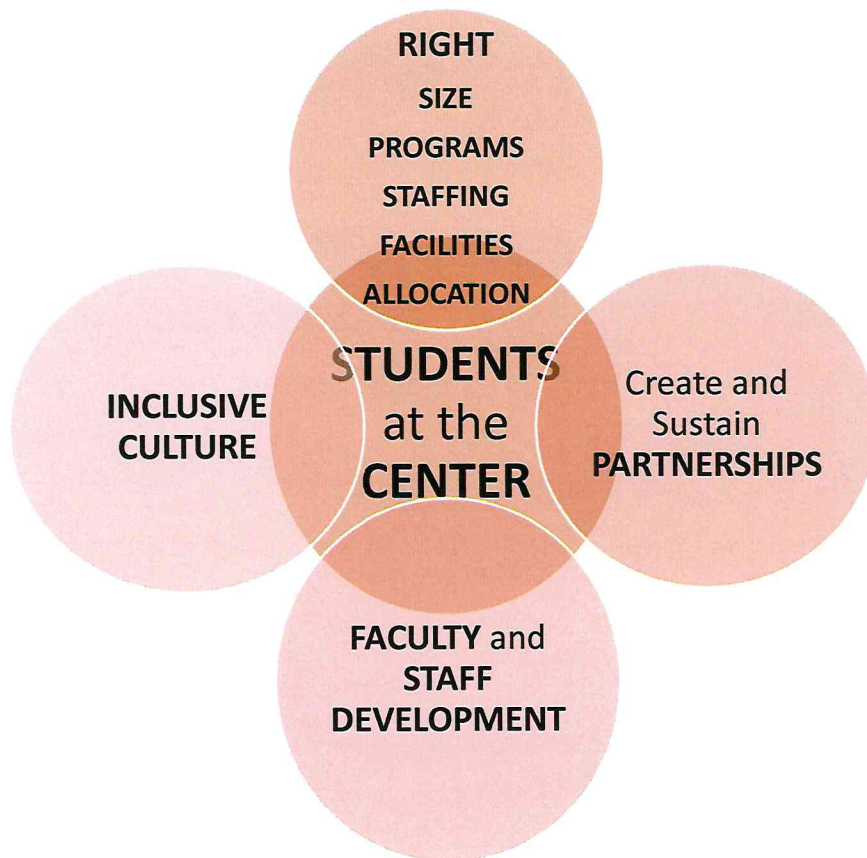 RIGHT
SIZE
PROGRAMS
STAFFING
FACILITIES
ALLOCATION
STUDENTS
at the
CENTER
INCLUSIVE
CULTURE
Create and
Sustain
PARTNERSHIPS
FACULTY and
STAFF
DEVELOPMENT